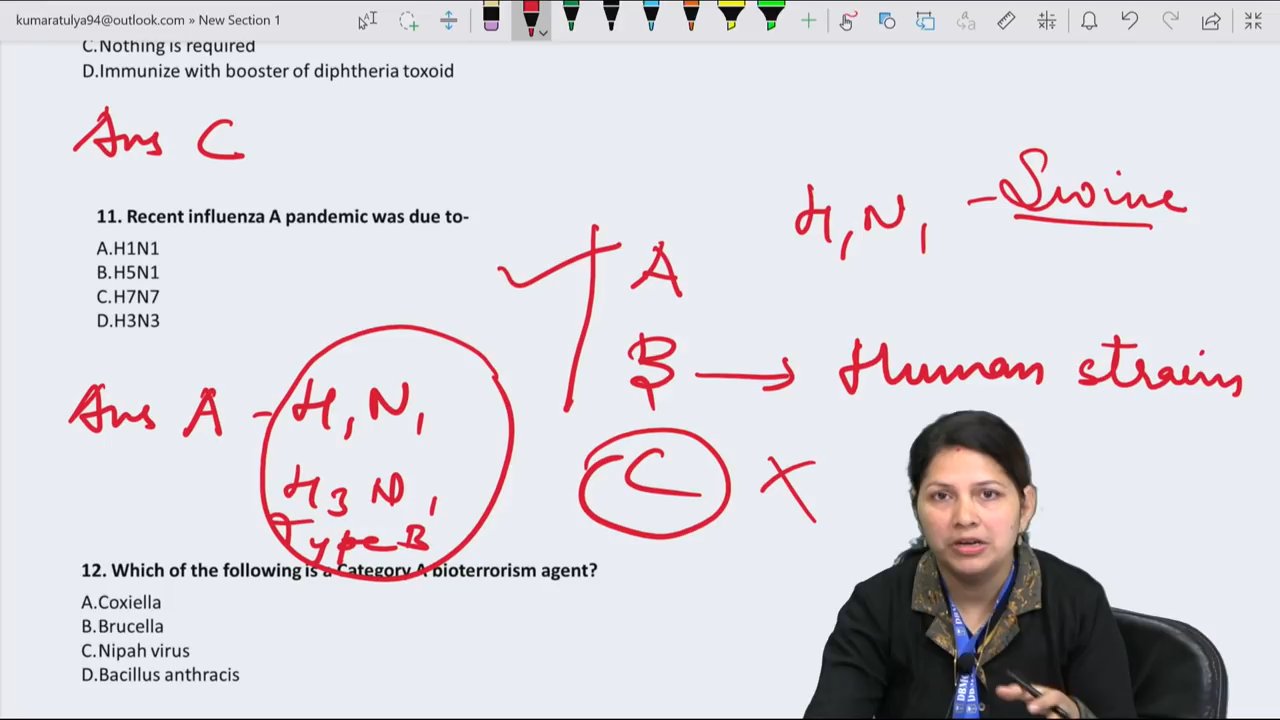 kumaratulya94@outlook.com » New Section 1
C.Nothing is required
D.Immunize with booster of diphtheria toxoid
Ans C
H1N1 - Swine
11. Recent influenza A pandemic was due to-
A.H1N1
B.H5N1
C.H7N7
D.H3N3
A
B → Human strains
C X
Ans A - H1N1
H3N1
Type B
12. Which of the following is a Category A bioterrorism agent?
A.Coxiella
B.Brucella
C.Nipah virus
D.Bacillus anthracis